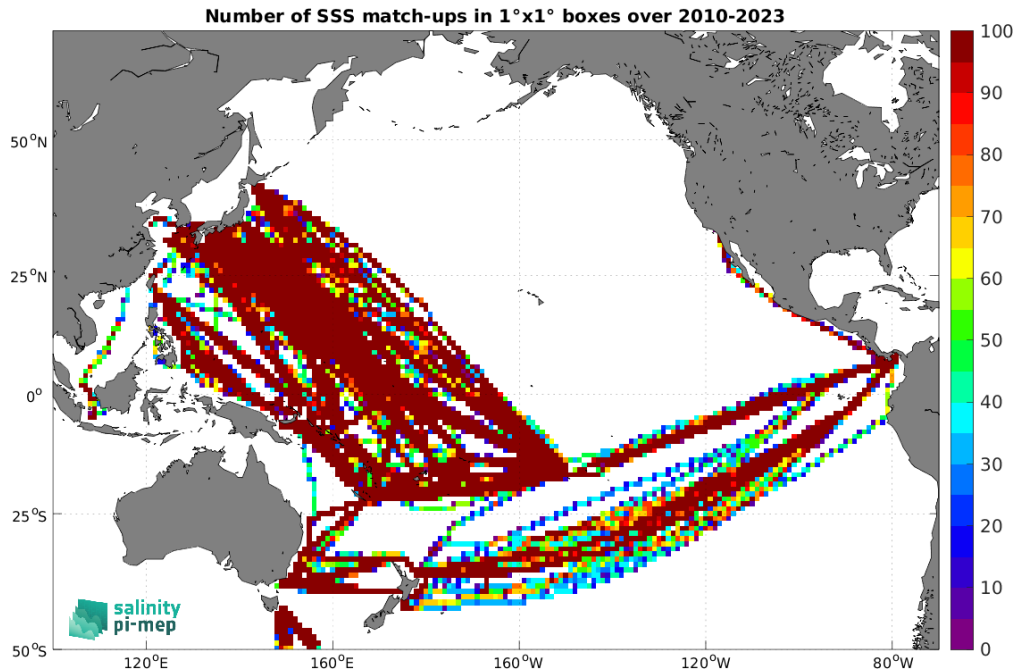 Number of SSS match-ups in 1°x1° boxes over 2010-2023
50°N
25°N
0°
25°S
50°S
120°E
160°E
160°W
120°W
80°W
100
90
80
70
60
50
40
30
20
10
0
salinity
pi-mep